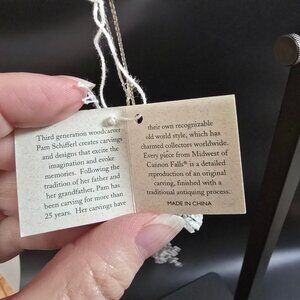 Third generation woodcarver
Pam Schifferl creates carvings
and designs that excite the
imagination and evoke
memories. Following the
tradition of her father and
her grandfather, Pam has
been carving for more than
25 years. Her carvings have
their own recognizable
old world style, which has
charmed collectors worldwide.
Every piece from Midwest of
Cannon Falls® is a detailed
reproduction of an original
carving, finished with a
traditional antiquing process.
MADE IN CHINA